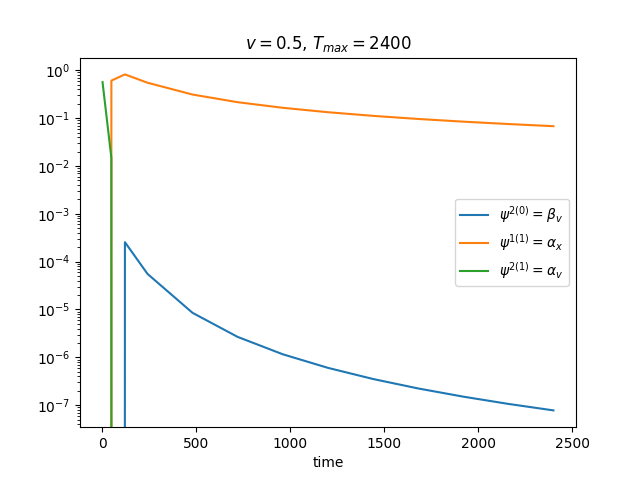 v = 0.5, T_max = 2400
10^0
10^-1
10^-2
10^-3
10^-4
10^-5
10^-6
10^-7
ψ^2(0) = β_v
ψ^1(1) = α_x
ψ^2(1) = α_v
0 500 1000 1500 2000 2500
time